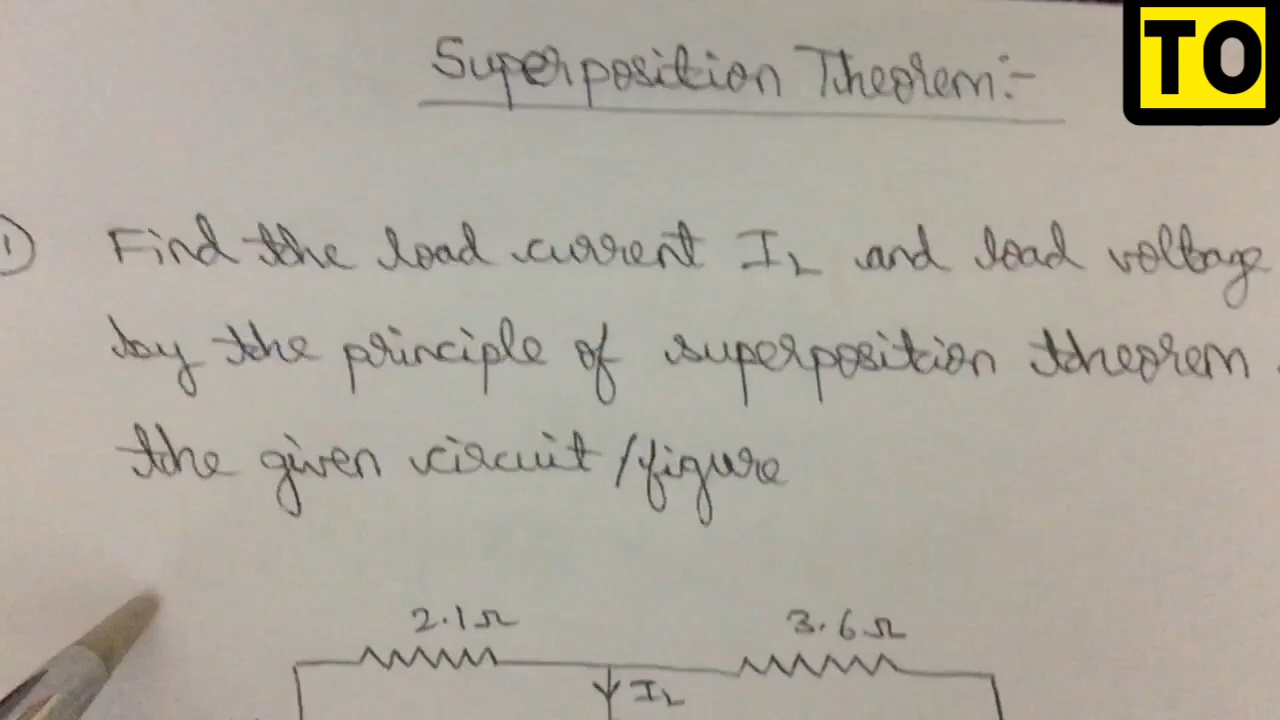 TO
Superposition Theorem:-
1) Find the load current IL and load voltage
by the principle of superposition theorem.
the given circuit/figure
2.1Ω 3.6Ω
IL